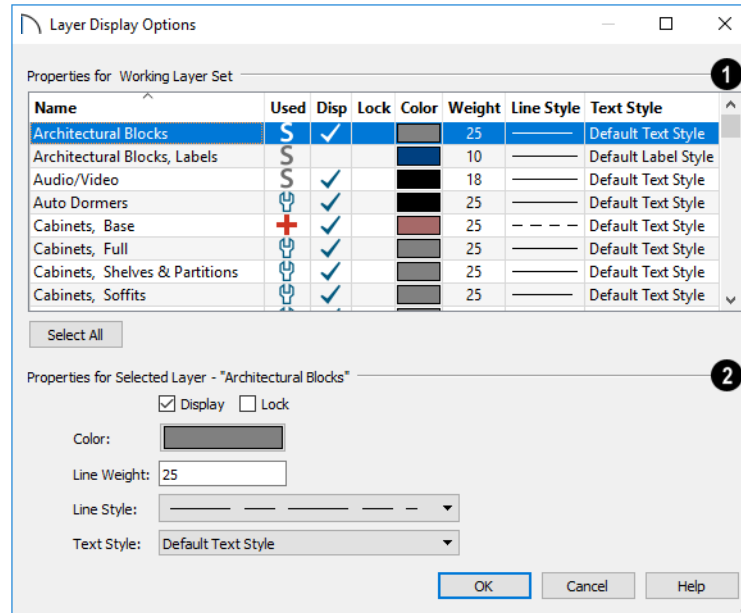 Layer Display Options
Properties for Working Layer Set
1
Name Used Disp Lock Color Weight Line Style Text Style
Architectural Blocks S 25 Default Text Style
Architectural Blocks, Labels S 10 Default Label Style
Audio/Video S 18 Default Text Style
Auto Dormers 25 Default Text Style
Cabinets, Base 25 Default Text Style
Cabinets, Full 25 Default Text Style
Cabinets, Shelves & Partitions 25 Default Text Style
Cabinets, Soffits 25 Default Text Style
Select All
Properties for Selected Layer - "Architectural Blocks"
2
Display Lock
Color:
Line Weight: 25
Line Style:
Text Style: Default Text Style
OK Cancel Help